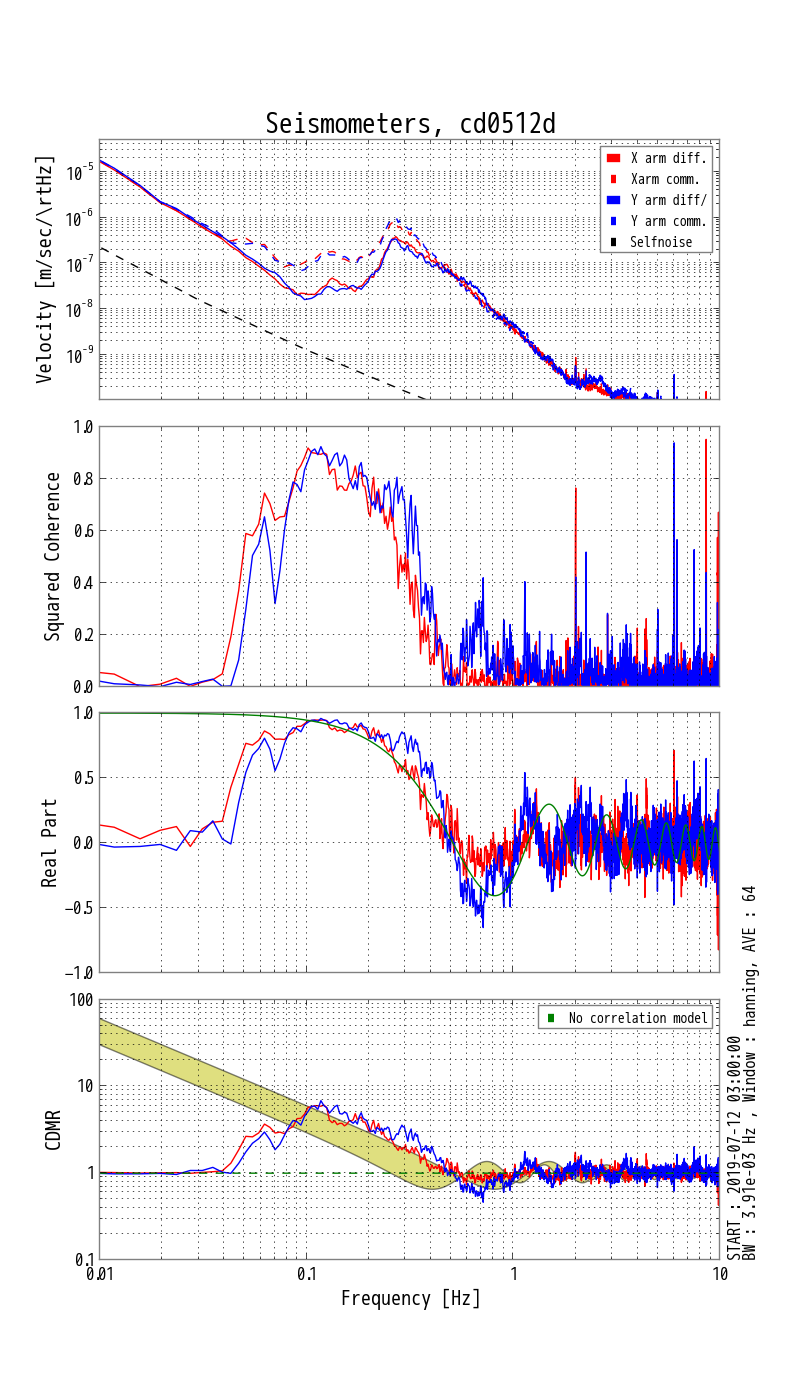 Seismometers, cd0512d
Velocity [m/sec/\rtHz]
10^-5
10^-6
10^-7
10^-8
10^-9
X arm diff.
Xarm comm.
Y arm diff/
Y arm comm.
Selfnoise
Squared Coherence
1.0
0.8
0.6
0.4
0.2
0.0
Real Part
1.0
0.5
0.0
−0.5
−1.0
CDMR
100
10
1
0.1
No correlation model
0.01 0.1 1 10
Frequency [Hz]
START : 2019-07-12 03:00:00
BW : 3.91e-03 Hz , Window : hanning, AVE : 64